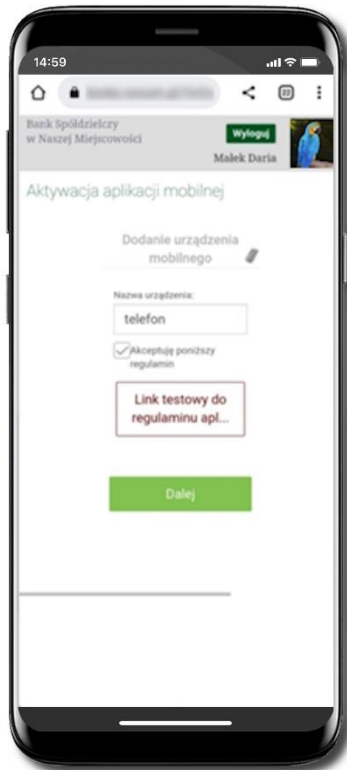 14:59
22
Bank Spółdzielczy
w Naszej Miejscowości
Wyloguj
Małek Daria
Aktywacja aplikacji mobilnej
Dodanie urządzenia
mobilnego
Nazwa urządzenia:
telefon
Akceptuję poniższy
regulamin
Link testowy do
regulaminu apl...
Dalej